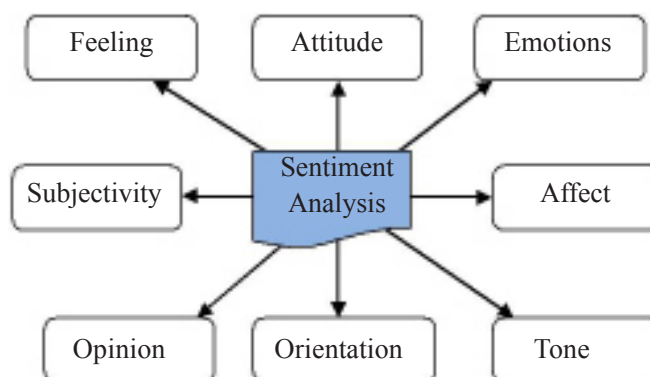 Feeling
Attitude
Emotions
Subjectivity
Sentiment
Analysis
Affect
Opinion
Orientation
Tone